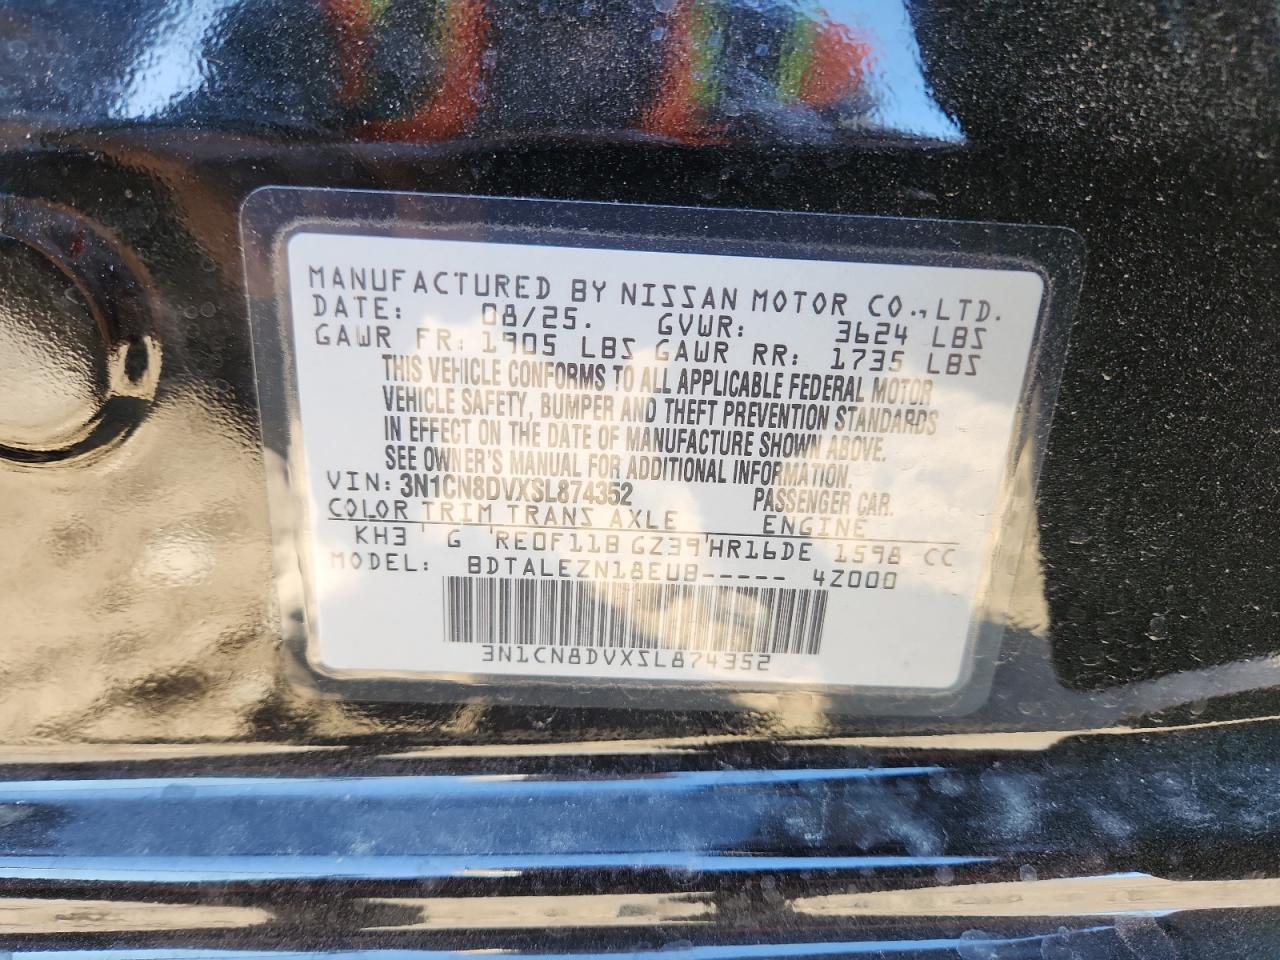 MANUFACTURED BY NISSAN MOTOR CO.,LTD.
DATE: 08/25. GVWR: 3624 LBS
GAWR FR: 1905 LBS GAWR RR: 1735 LBS
THIS VEHICLE CONFORMS TO ALL APPLICABLE FEDERAL MOTOR
VEHICLE SAFETY, BUMPER AND THEFT PREVENTION STANDARDS
IN EFFECT ON THE DATE OF MANUFACTURE SHOWN ABOVE.
SEE OWNER'S MANUAL FOR ADDITIONAL INFORMATION.
VIN: 3N1CN8DVXSL874352 PASSENGER CAR.
COLOR TRIM TRANS AXLE ENGINE
KH3 G RE0F11B GZ39 HR16DE 1598 CC
MODEL: BDTALEZN18EUB----- 4Z000
3N1CN8DVXSL874352